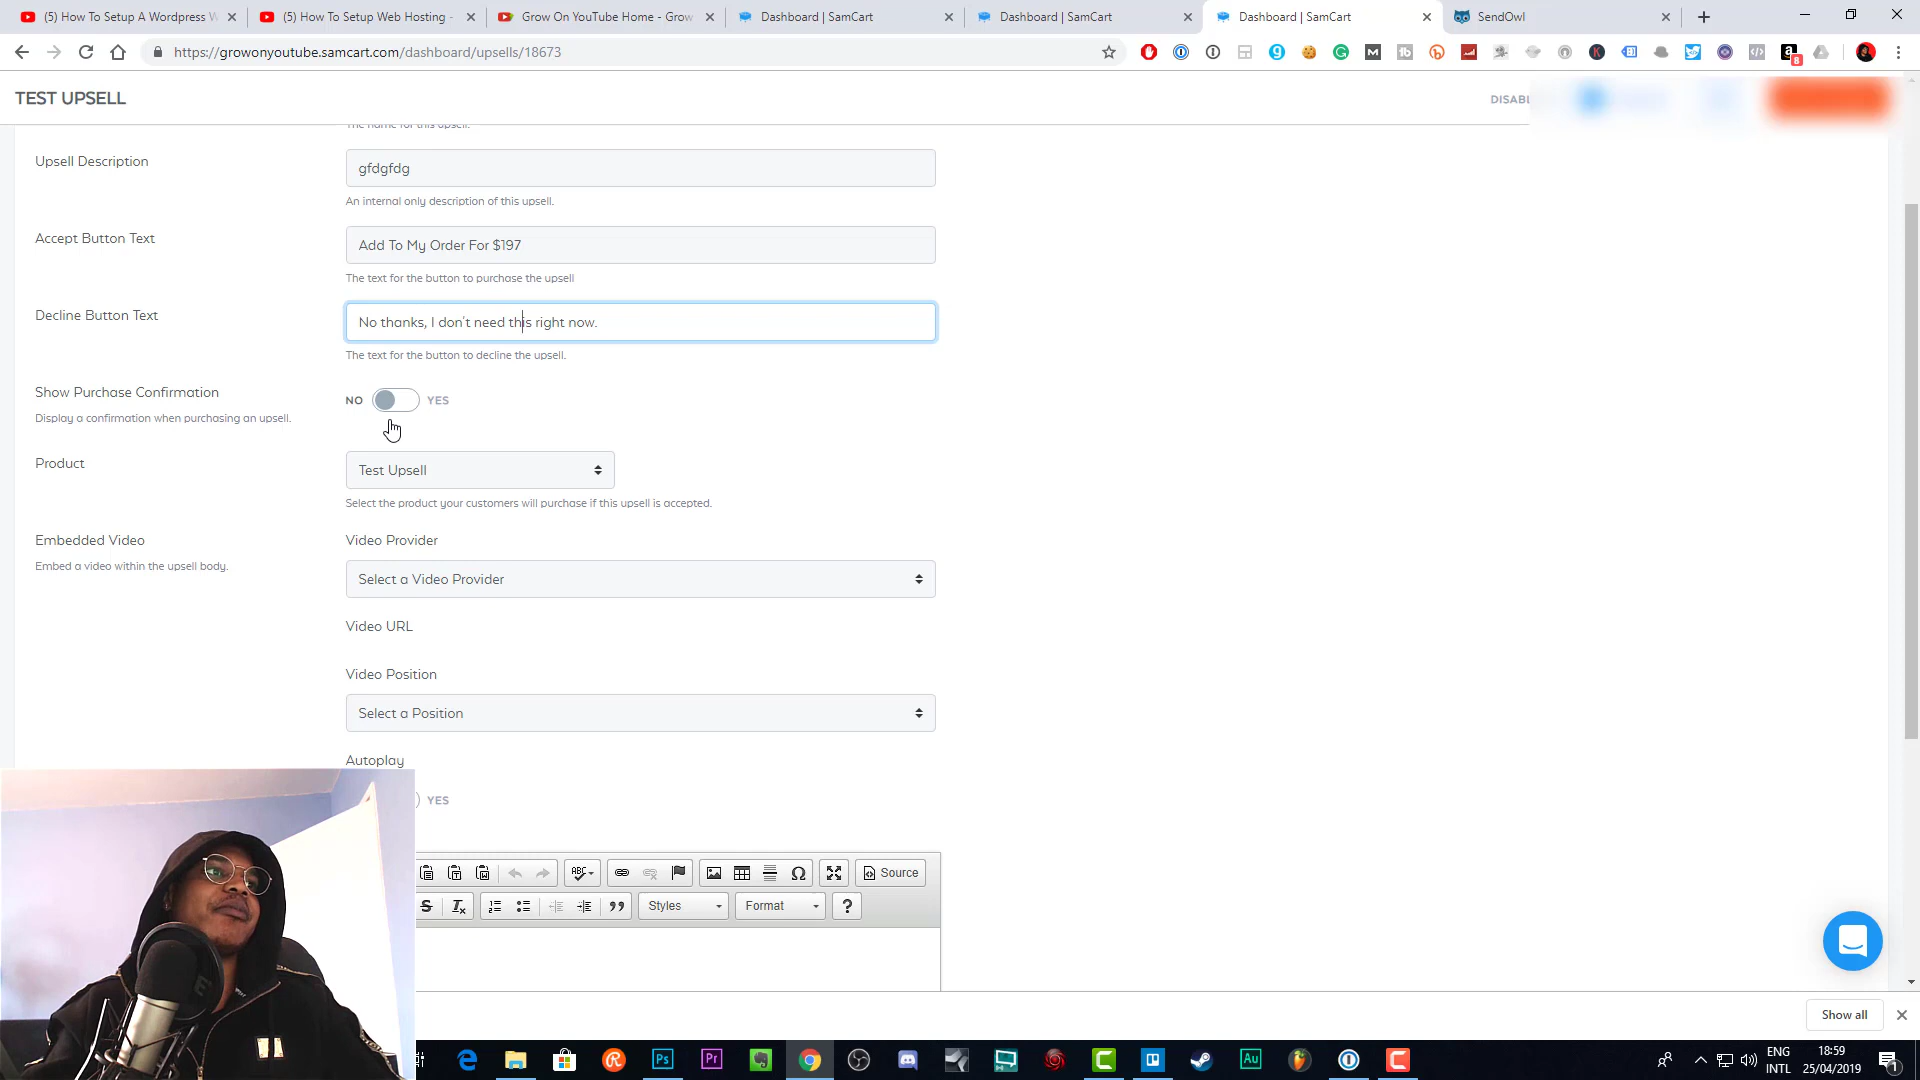 (5) How To Setup A Wordpress W
(5) How To Setup Web Hosting -
Grow On YouTube Home - Grow
Dashboard | SamCart
Dashboard | SamCart
Dashboard | SamCart
SendOwl
https://growonyoutube.samcart.com/dashboard/upsells/18673
8
TEST UPSELL
DISABL
The name for this upsell.
Upsell Description
gfdgfdg
An internal only description of this upsell.
Accept Button Text
Add To My Order For $197
The text for the button to purchase the upsell
Decline Button Text
No thanks, I don't need this right now.
The text for the button to decline the upsell.
Show Purchase Confirmation
NO YES
Display a confirmation when purchasing an upsell.
Product
Test Upsell
Select the product your customers will purchase if this upsell is accepted.
Embedded Video
Embed a video within the upsell body.
Video Provider
Select a Video Provider
Video URL
Video Position
Select a Position
Autoplay
YES
Source
Styles Format ?
Show all
ENG
INTL
18:59
25/04/2019